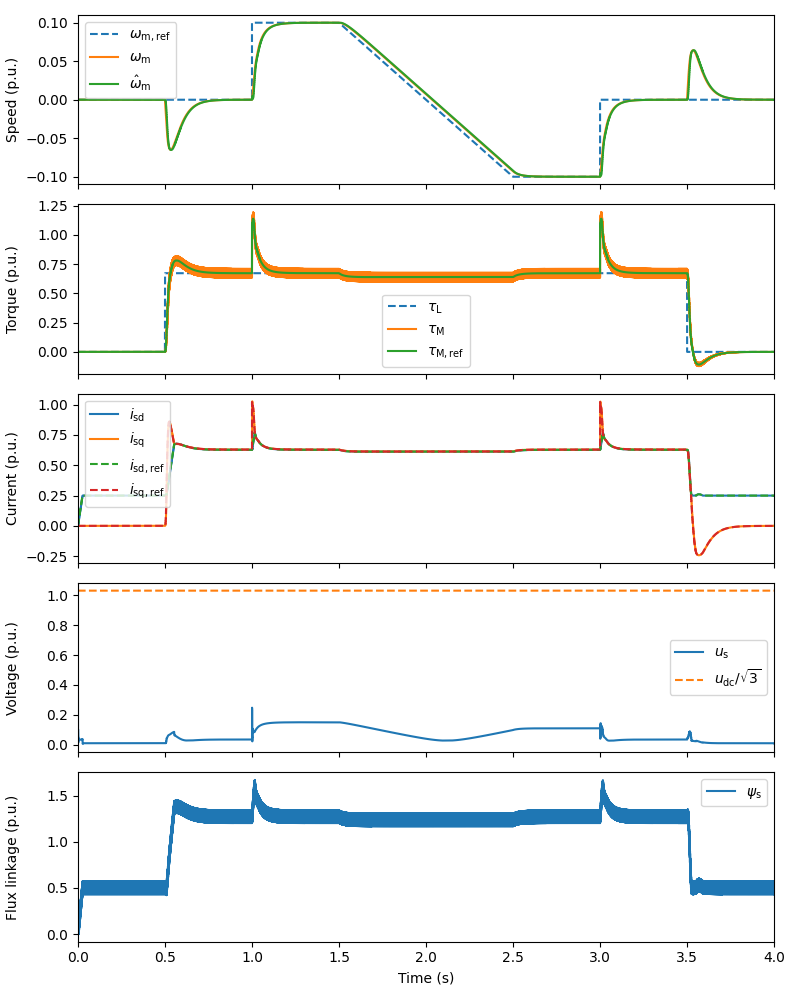 Speed (p.u.)
0.10
0.05
0.00
−0.05
−0.10
ω_m,ref
ω_m
ω̂_m
Torque (p.u.)
1.25
1.00
0.75
0.50
0.25
0.00
τ_L
τ_M
τ_M,ref
Current (p.u.)
1.00
0.75
0.50
0.25
0.00
−0.25
i_sd
i_sq
i_sd,ref
i_sq,ref
Voltage (p.u.)
1.0
0.8
0.6
0.4
0.2
0.0
u_s
u_dc/√3
Flux linkage (p.u.)
1.5
1.0
0.5
0.0
ψ_s
0.0 0.5 1.0 1.5 2.0 2.5 3.0 3.5 4.0
Time (s)